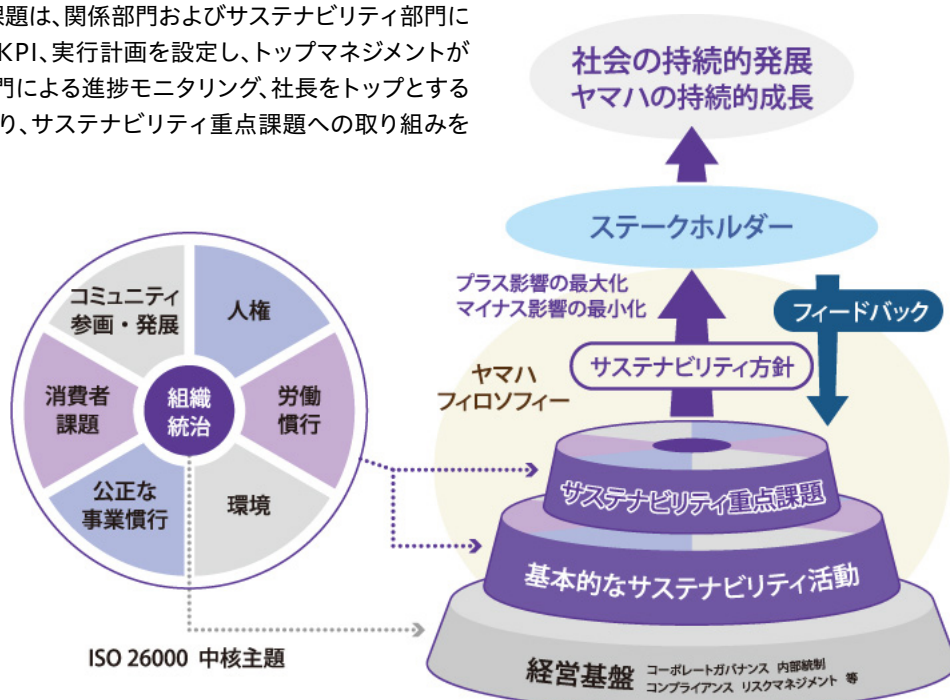 課題は、関係部門およびサステナビリティ部門に
KPI、実行計画を設定し、トップマネジメントが
門による進捗モニタリング、社長をトップとする
り、サステナビリティ重点課題への取り組みを
社会の持続的発展
ヤマハの持続的成長
ステークホルダー
プラス影響の最大化
マイナス影響の最小化
フィードバック
サステナビリティ方針
ヤマハ
フィロソフィー
サステナビリティ重点課題
基本的なサステナビリティ活動
経営基盤
コーポレートガバナンス 内部統制
コンプライアンス リスクマネジメント 等
コミュニティ
参画・発展
人権
消費者
課題
組織
統治
労働
慣行
公正な
事業慣行
環境
ISO 26000 中核主題